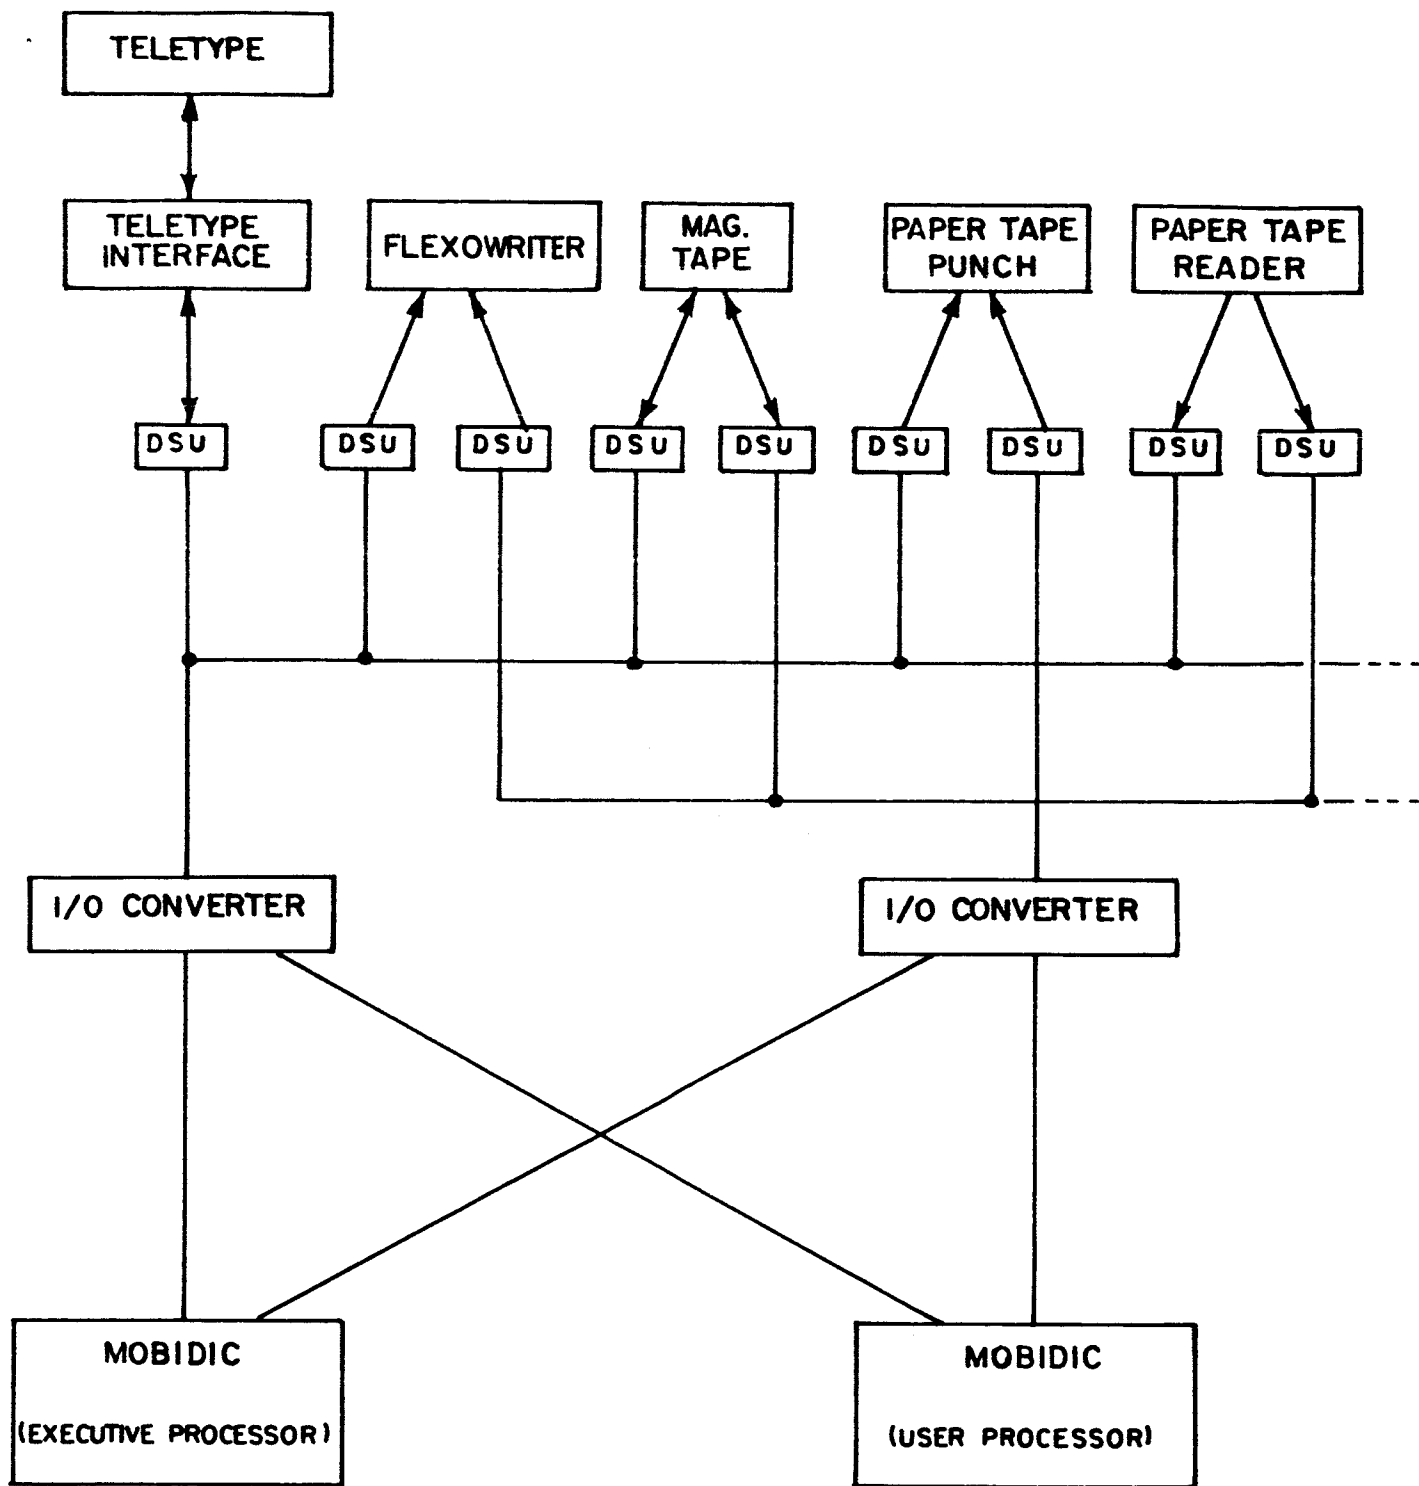 TELETYPE
TELETYPE
INTERFACE
FLEXOWRITER
MAG.
TAPE
PAPER TAPE
PUNCH
PAPER TAPE
READER
DSU
DSU
DSU
DSU
DSU
DSU
DSU
DSU
DSU
I/O CONVERTER
I/O CONVERTER
MOBIDIC
(EXECUTIVE PROCESSOR)
MOBIDIC
(USER PROCESSOR)